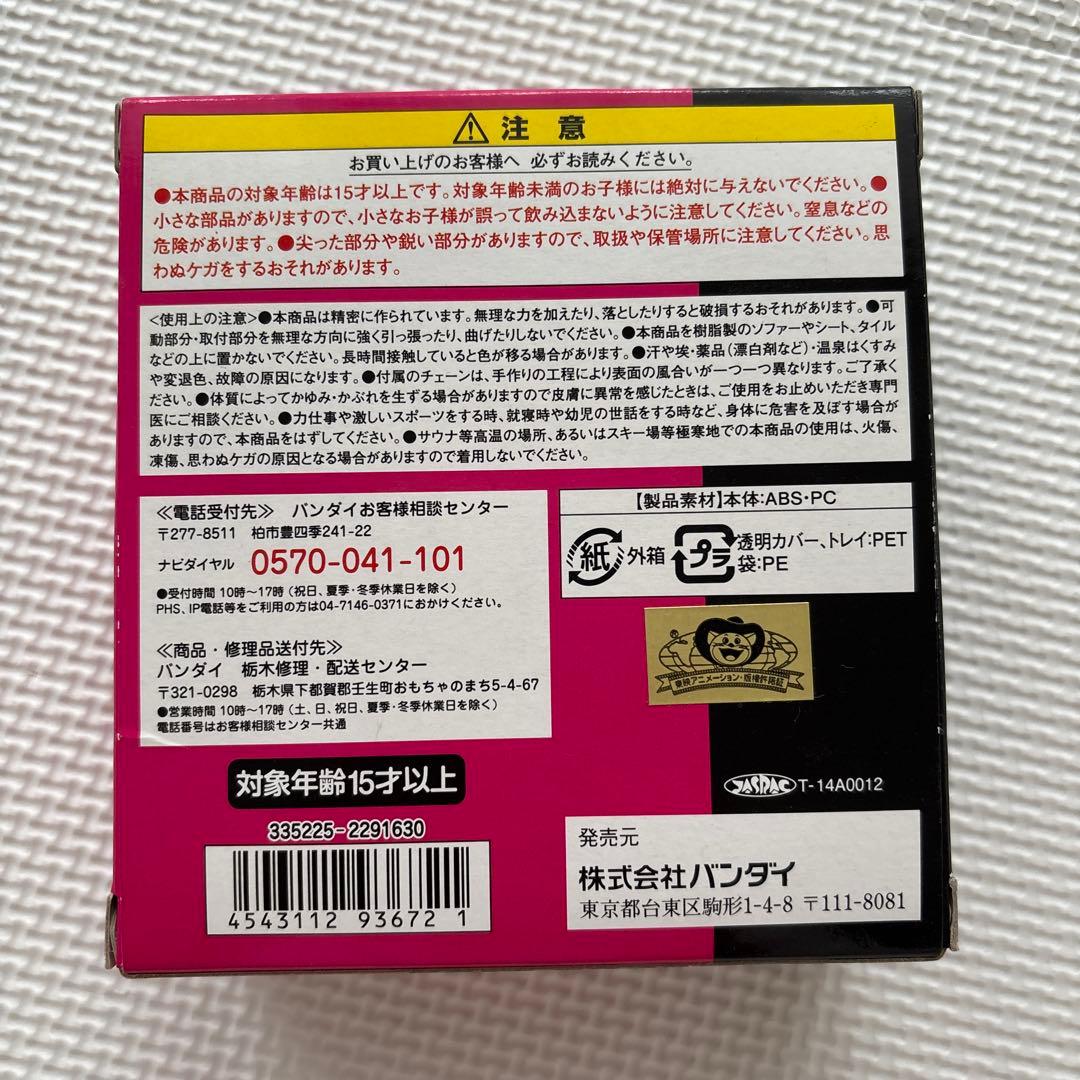 ⚠ 注意
お買い上げのお客様へ 必ずお読みください。
●本商品の対象年齢は15才以上です。対象年齢未満のお子様には絶対に与えないでください。●
小さな部品がありますので、小さなお子様が誤って飲み込まないように注意してください。窒息などの
危険があります。●尖った部分や鋭い部分がありますので、取扱や保管場所に注意してください。思
わぬケガをするおそれがあります。
<使用上の注意>●本商品は精密に作られています。無理な力を加えたり、落としたりすると破損するおそれがあります。●可
動部分・取付部分を無理な方向に強く引っ張ったり、曲げたりしないでください。●本商品を樹脂製のソファーやシート、タイル
などの上に置かないでください。長時間接触していると色が移る場合があります。●汗や埃・薬品(漂白剤など)・温泉はくすみ
や変退色、故障の原因になります。●付属のチェーンは、手作りの工程により表面の風合いが一つ一つ異なります。ご了承く
ださい。●体質によってかゆみ・かぶれを生ずる場合がありますので皮膚に異常を感じたときは、ご使用をお止めいただき専門
医にご相談ください。●力仕事や激しいスポーツをする時、就寝時や幼児の世話をする時など、身体に危害を及ぼす場合が
ありますので、本商品をはずしてください。●サウナ等高温の場所、あるいはスキー場等極寒地での本商品の使用は、火傷、
凍傷、思わぬケガの原因となる場合がありますので着用しないでください。
≪電話受付先≫ バンダイお客様相談センター
〒277-8511 柏市豊四季241-22
ナビダイヤル 0570-041-101
●受付時間 10時～17時 (祝日、夏季・冬季休業日を除く)
PHS、IP電話等をご利用の方は04-7146-0371におかけください。
≪商品・修理品送付先≫
バンダイ 栃木修理・配送センター
〒321-0298 栃木県下都賀郡壬生町おもちゃのまち5-4-67
●営業時間 10時～17時 (土、日、祝日、夏季・冬季休業日を除く)
電話番号はお客様相談センター共通
【製品素材】本体:ABS・PC
紙 外箱 プラ 透明カバー、トレイ:PET
袋:PE
東映アニメーション・版権許諾証
対象年齢15才以上
335225-2291630
4543112 93672 1
JASPAC T-14A0012
発売元
株式会社バンダイ
東京都台東区駒形1-4-8 〒111-8081